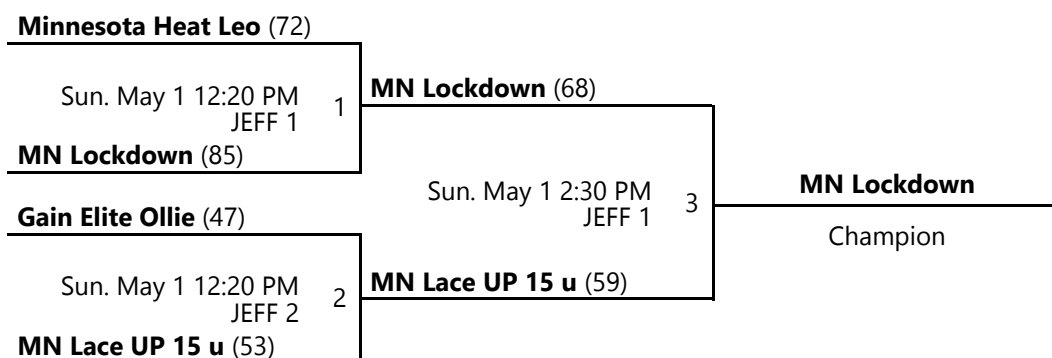 Minnesota Heat Leo (72)
Sun. May 1 12:20 PM
JEFF 1
1
MN Lockdown (85)
MN Lockdown (68)
Gain Elite Ollie (47)
Sun. May 1 12:20 PM
JEFF 2
2
MN Lace UP 15 u (53)
MN Lace UP 15 u (59)
Sun. May 1 2:30 PM
JEFF 1
3
MN Lockdown
Champion